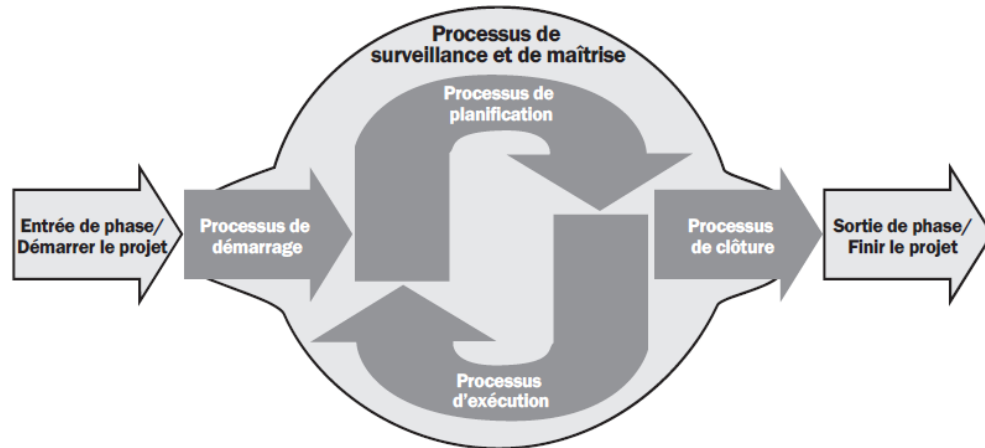 Processus de
surveillance et de maîtrise
Processus de
planification
Entrée de phase/
Démarrer le projet
Processus de
démarrage
Processus
de clôture
Sortie de phase/
Finir le projet
Processus
d'exécution